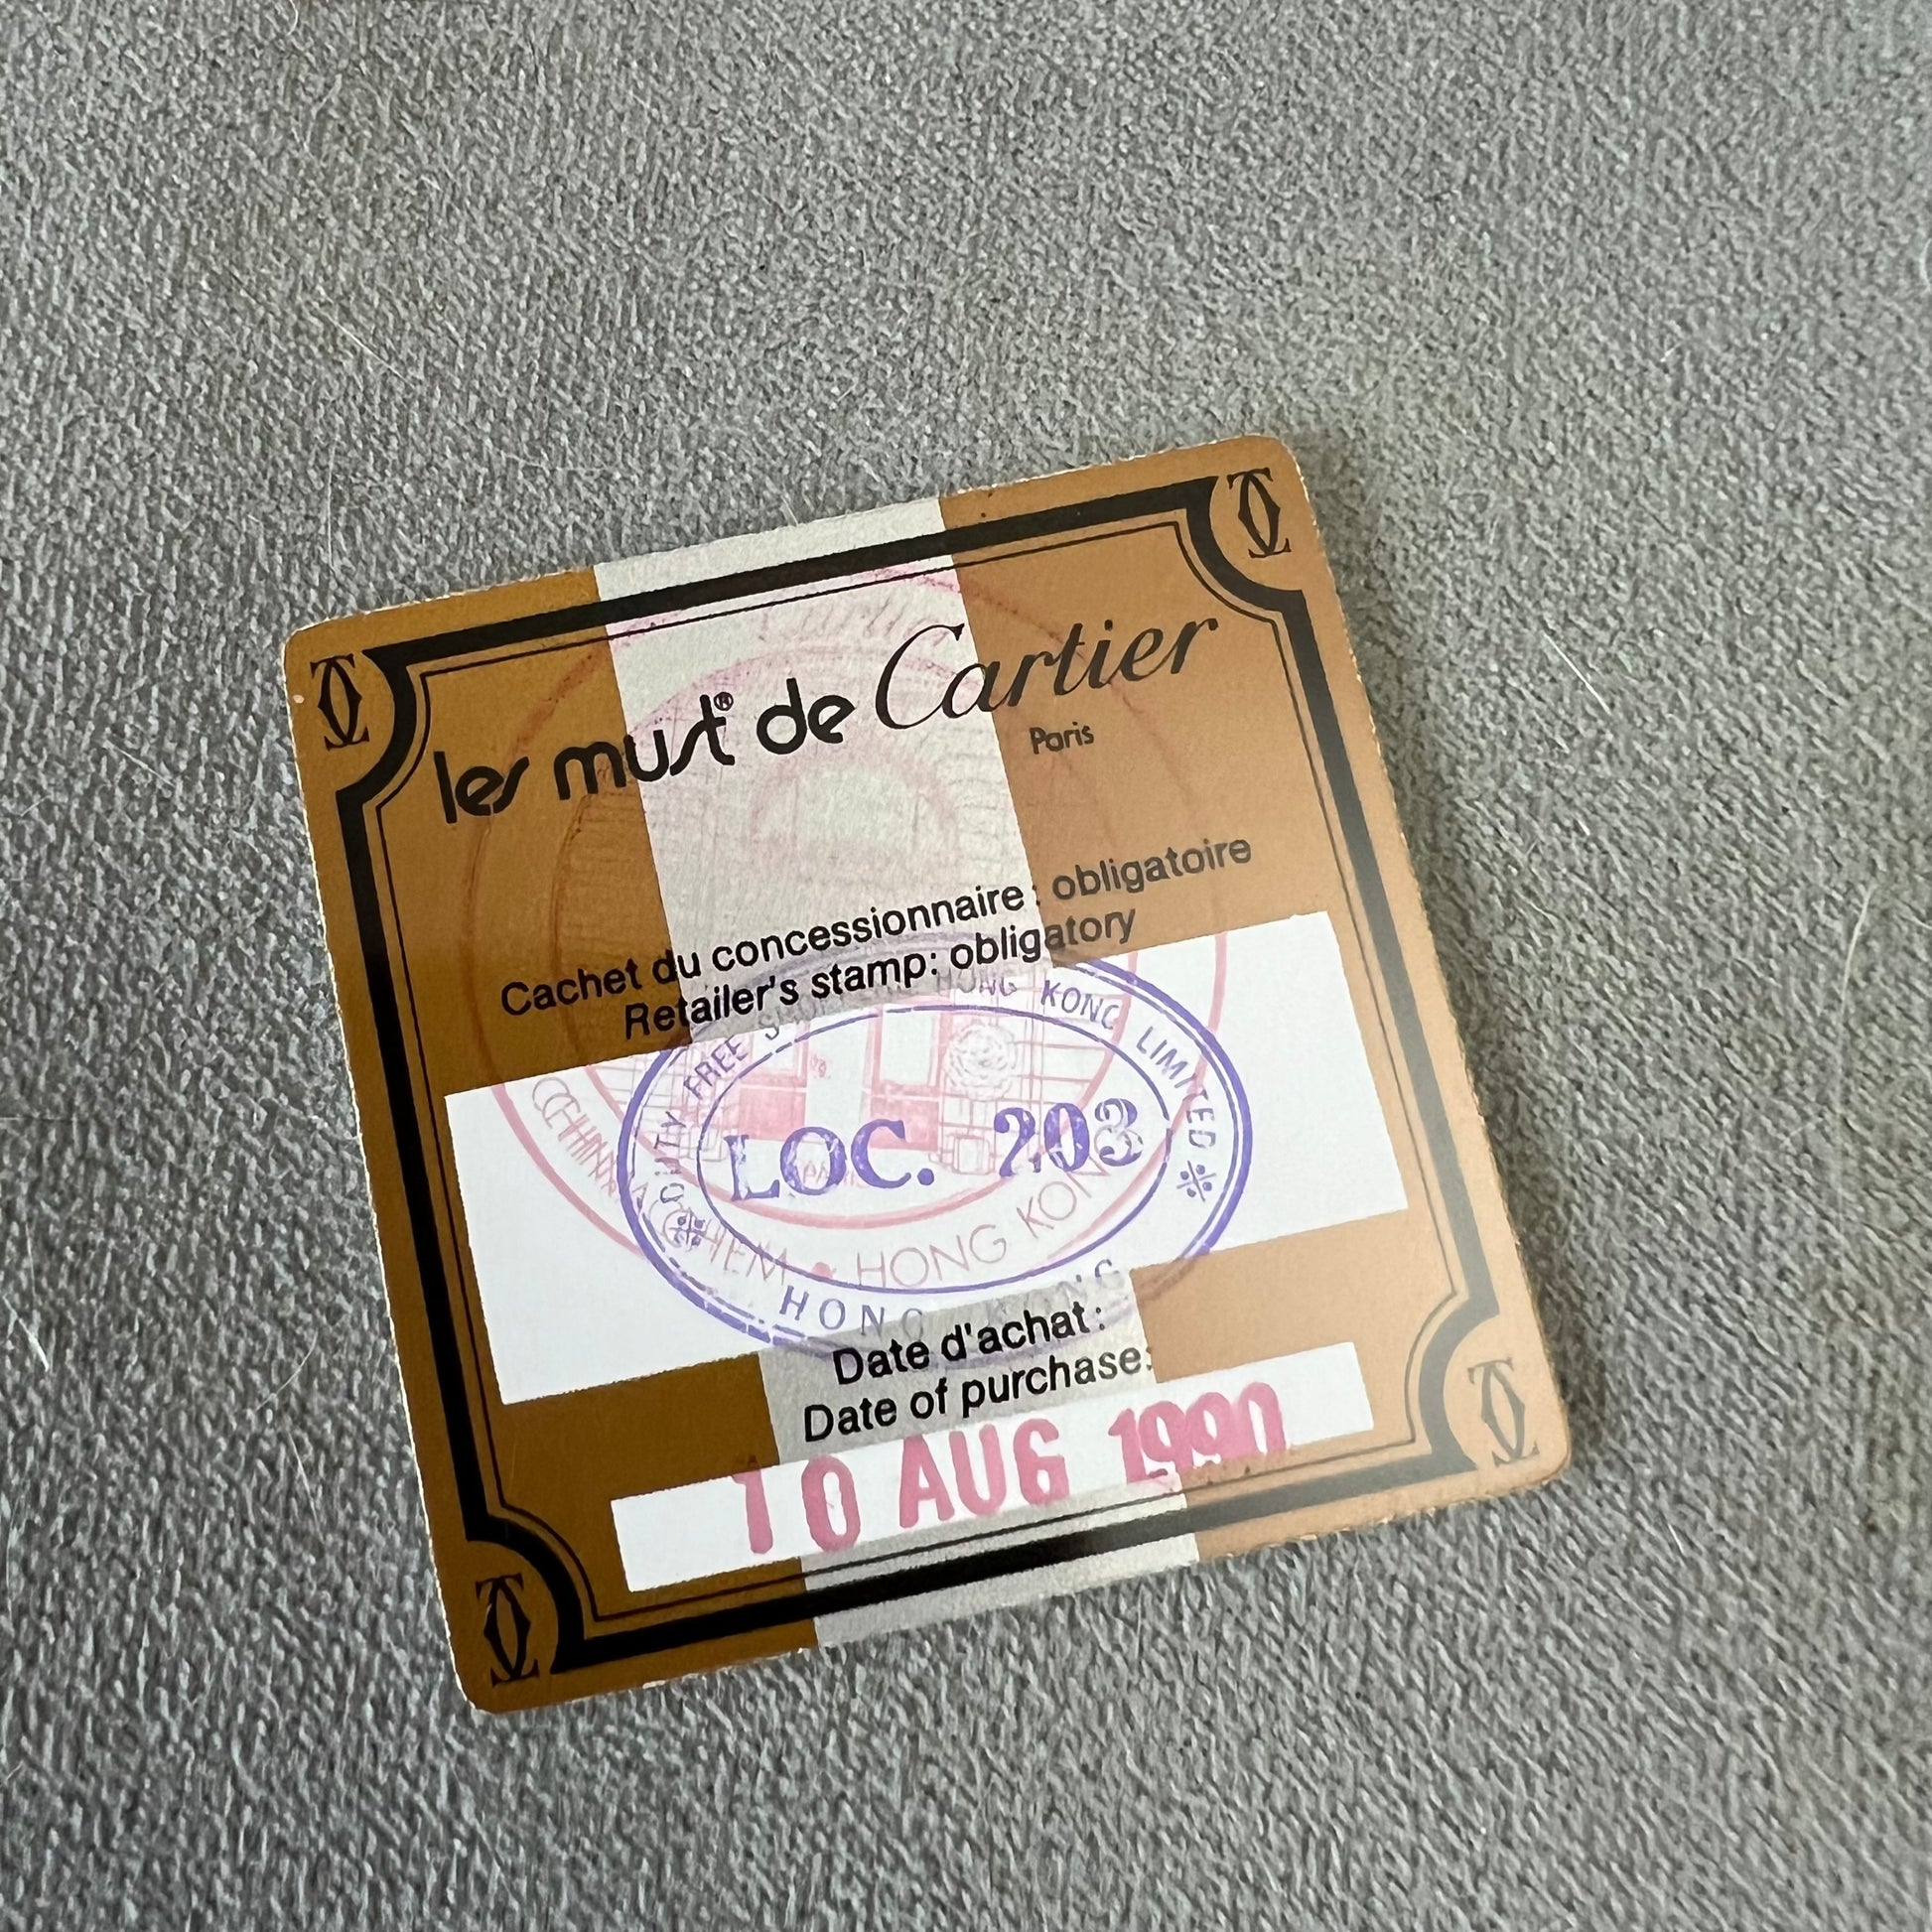 les must® de Cartier
Paris
Cachet du concessionnaire : obligatoire
Retailer's stamp: obligatory
FREE HONG KONG LIMITED
LOC. 203
HONG KONG
HONG KONG
Date d'achat :
Date of purchase:
10 AUG 1990